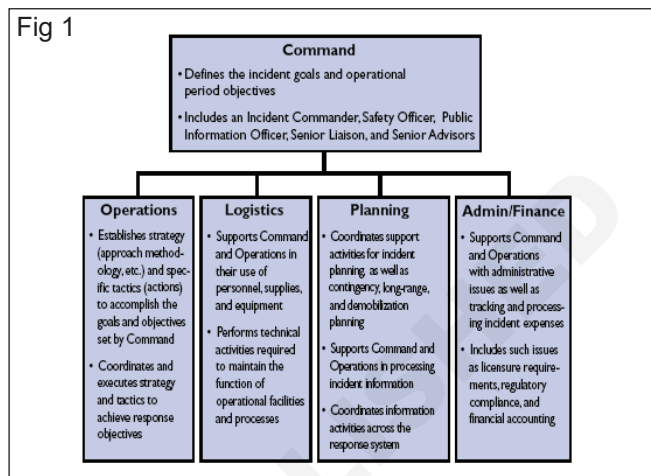 Fig 1
Command
• Defines the incident goals and operational
period objectives
• Includes an Incident Commander, Safety Officer, Public
Information Officer, Senior Liaison, and Senior Advisors
Operations
• Establishes strategy
(approach method-
ology, etc.) and spec-
ific tactics (actions)
to accomplish the
goals and objectives
set by Command
• Coordinates and
executes strategy
and tactics to
achieve response
objectives
Logistics
• Supports Command
and Operations in
their use of
personnel, supplies,
and equipment
• Performs technical
activities required
to maintain the
function of
operational facilities
and processes
Planning
• Coordinates support
activities for incident
planning, as well as
contingency, long-range,
and demobilization
planning
• Supports Command and
Operations in processing
incident information
• Coordinates information
activities across the
response system
Admin/Finance
• Supports Command
and Operations
with administrative
issues as well as
tracking and process-
ing incident expenses
• Includes such issues
as licensure require-
ments, regulatory
compliance, and
financial accounting